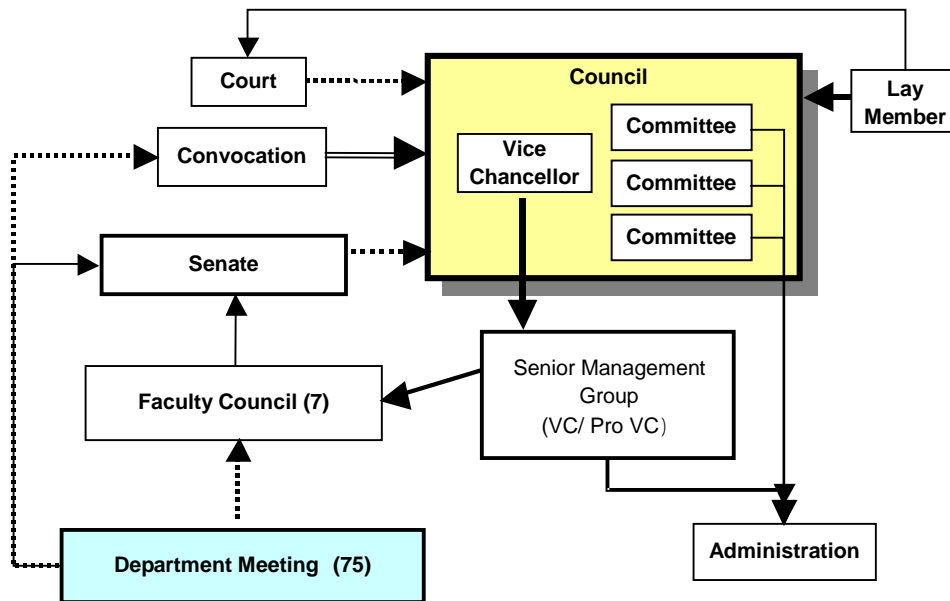 Court
Council
Lay
Member
Committee
Convocation
Vice
Chancellor
Committee
Committee
Senate
Senior Management
Group
(VC/ Pro VC)
Faculty Council (7)
Administration
Department Meeting (75)